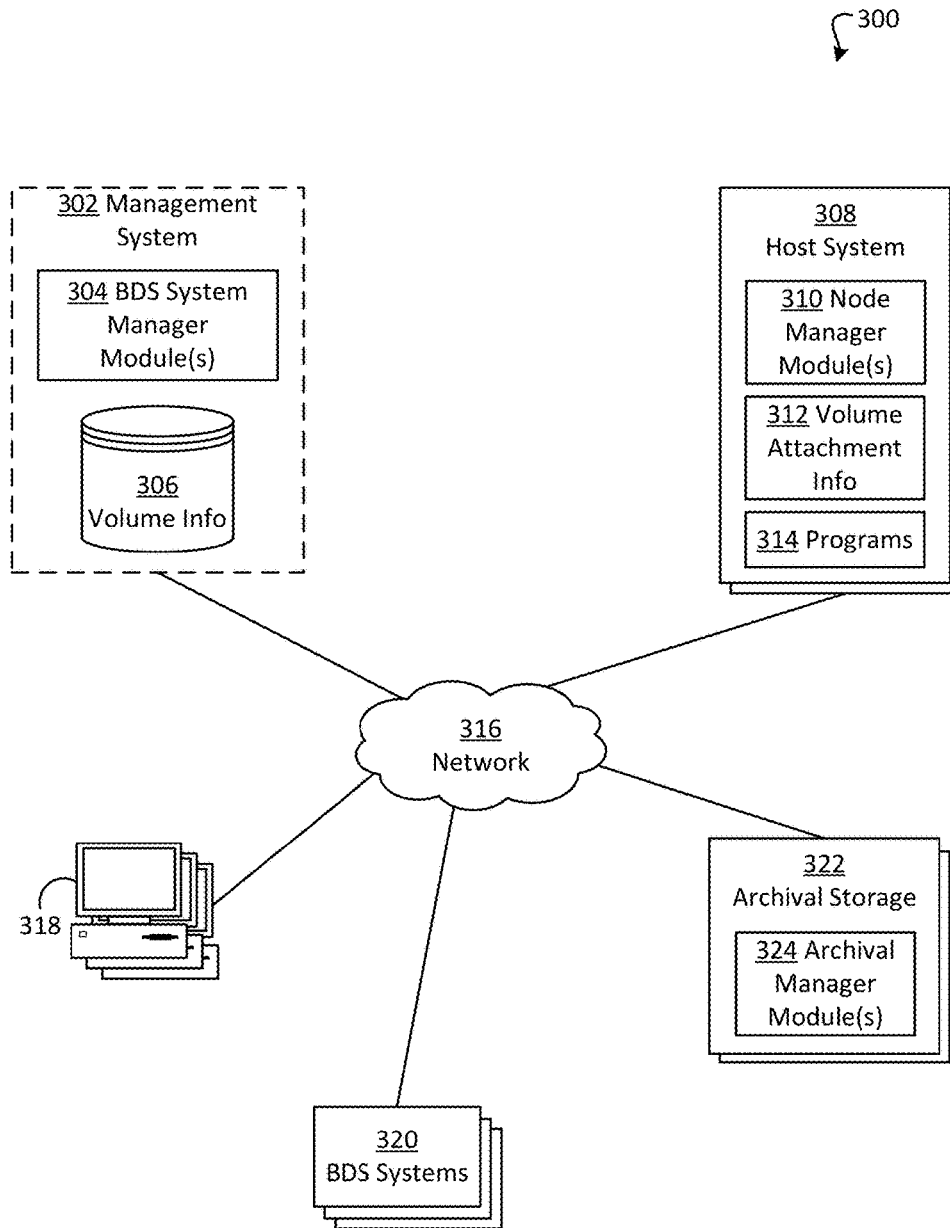 300
302 Management
System
304 BDS System
Manager
Module(s)
306
Volume Info
308
Host System
310 Node
Manager
Module(s)
312 Volume
Attachment
Info
314 Programs
316
Network
318
322
Archival Storage
324 Archival
Manager
Module(s)
320
BDS Systems